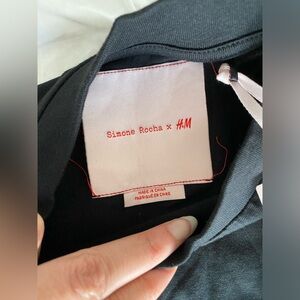 Simone Rocha x H&M
MADE IN CHINA
FABRIQUÉ EN CHINE